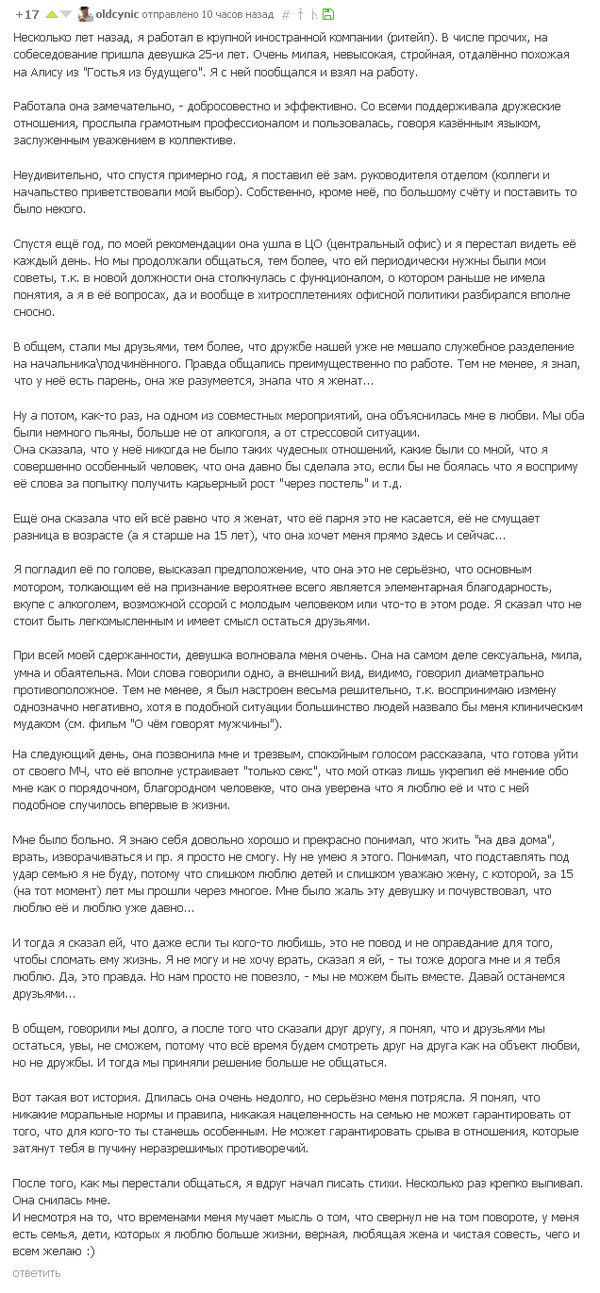 +17 oldcynic отправлено 10 часов назад #
Несколько лет назад, я работал в крупной иностранной компании (ритейл). В числе прочих, на
собеседование пришла девушка 25-и лет. Очень милая, невысокая, стройная, отдалённо похожая
на Алису из "Гостья из будущего". Я с ней пообщался и взял на работу.
Работала она замечательно, - добросовестно и эффективно. Со всеми поддерживала дружеские
отношения, прослыла грамотным профессионалом и пользовалась, говоря казённым языком,
заслуженным уважением в коллективе.
Неудивительно, что спустя примерно год, я поставил её зам. руководителя отделом (коллеги и
начальство приветствовали мой выбор). Собственно, кроме неё, по большому счёту и поставить то
было некого.
Спустя ещё год, по моей рекомендации она ушла в ЦО (центральный офис) и я перестал видеть её
каждый день. Но мы продолжали общаться, тем более, что ей периодически нужны были мои
советы, т.к. в новой должности она столкнулась с функционалом, о котором раньше не имела
понятия, а я в её вопросах, да и вообще в хитросплетениях офисной политики разбирался вполне
сносно.
В общем, стали мы друзьями, тем более, что дружбе нашей уже не мешало служебное разделение
на начальника\подчинённого. Правда общались преимущественно по работе. Тем не менее, я знал,
что у неё есть парень, она же разумеется, знала что я женат...
Ну а потом, как-то раз, на одном из совместных мероприятий, она объяснилась мне в любви. Мы оба
были немного пьяны, больше не от алкоголя, а от стрессовой ситуации.
Она сказала, что у неё никогда не было таких чудесных отношений, какие были со мной, что я
совершенно особенный человек, что она давно бы сделала это, если бы не боялась что я восприму
её слова за попытку получить карьерный рост "через постель" и т.д.
Ещё она сказала что ей всё равно что я женат, что её парня это не касается, её не смущает
разница в возрасте (а я старше на 15 лет), что она хочет меня прямо здесь и сейчас...
Я погладил её по голове, высказал предположение, что она это не серьёзно, что основным
мотором, толкающим её на признание вероятнее всего является элементарная благодарность,
вкупе с алкоголем, возможной ссорой с молодым человеком или что-то в этом роде. Я сказал что не
стоит быть легкомысленным и имеет смысл остаться друзьями.
При всей моей сдержанности, девушка волновала меня очень. Она на самом деле сексуальна, мила,
умна и обаятельна. Мои слова говорили одно, а внешний вид, видимо, говорил диаметрально
противоположное. Тем не менее, я был настроен весьма решительно, т.к. воспринимаю измену
однозначно негативно, хотя в подобной ситуации большинство людей назвало бы меня клиническим
мудаком (см. фильм "О чём говорят мужчины").
На следующий день, она позвонила мне и трезвым, спокойным голосом рассказала, что готова уйти
от своего МЧ, что её вполне устраивает "только секс", что мой отказ лишь укрепил её мнение обо
мне как о порядочном, благородном человеке, что она уверена что я люблю её и что с ней
подобное случилось впервые в жизни.
Мне было больно. Я знаю себя довольно хорошо и прекрасно понимал, что жить "на два дома",
врать, изворачиваться и пр. я просто не смогу. Ну не умею я этого. Понимал, что подставлять под
удар семью я не буду, потому что слишком люблю детей и слишком уважаю жену, с которой, за 15
(на тот момент) лет мы прошли через многое. Мне было жаль эту девушку и почувствовал, что
люблю её и люблю уже давно...
И тогда я сказал ей, что даже если ты кого-то любишь, это не повод и не оправдание для того,
чтобы сломать ему жизнь. Я не могу и не хочу врать, сказал я ей, - ты тоже дорога мне и я тебя
люблю. Да, это правда. Но нам просто не повезло, - мы не можем быть вместе. Давай останемся
друзьями...
В общем, говорили мы долго, а после того что сказали друг другу, я понял, что и друзьями мы
остаться, увы, не сможем, потому что всё время будем смотреть друг на друга как на объект любви,
но не дружбы. И тогда мы приняли решение больше не общаться.
Вот такая вот история. Длилась она очень недолго, но серьёзно меня потрясла. Я понял, что
никакие моральные нормы и правила, никакая нацеленность на семью не может гарантировать от
того, что для кого-то ты станешь особенным. Не может гарантировать срыва в отношения, которые
затянут тебя в пучину неразрешимых противоречий.
После того, как мы перестали общаться, я вдруг начал писать стихи. Несколько раз крепко выпивал.
Она снилась мне.
И несмотря на то, что временами меня мучает мысль о том, что свернул не на том повороте, у меня
есть семья, дети, которых я люблю больше жизни, верная, любящая жена и чистая совесть, чего и
всем желаю :)
ответить